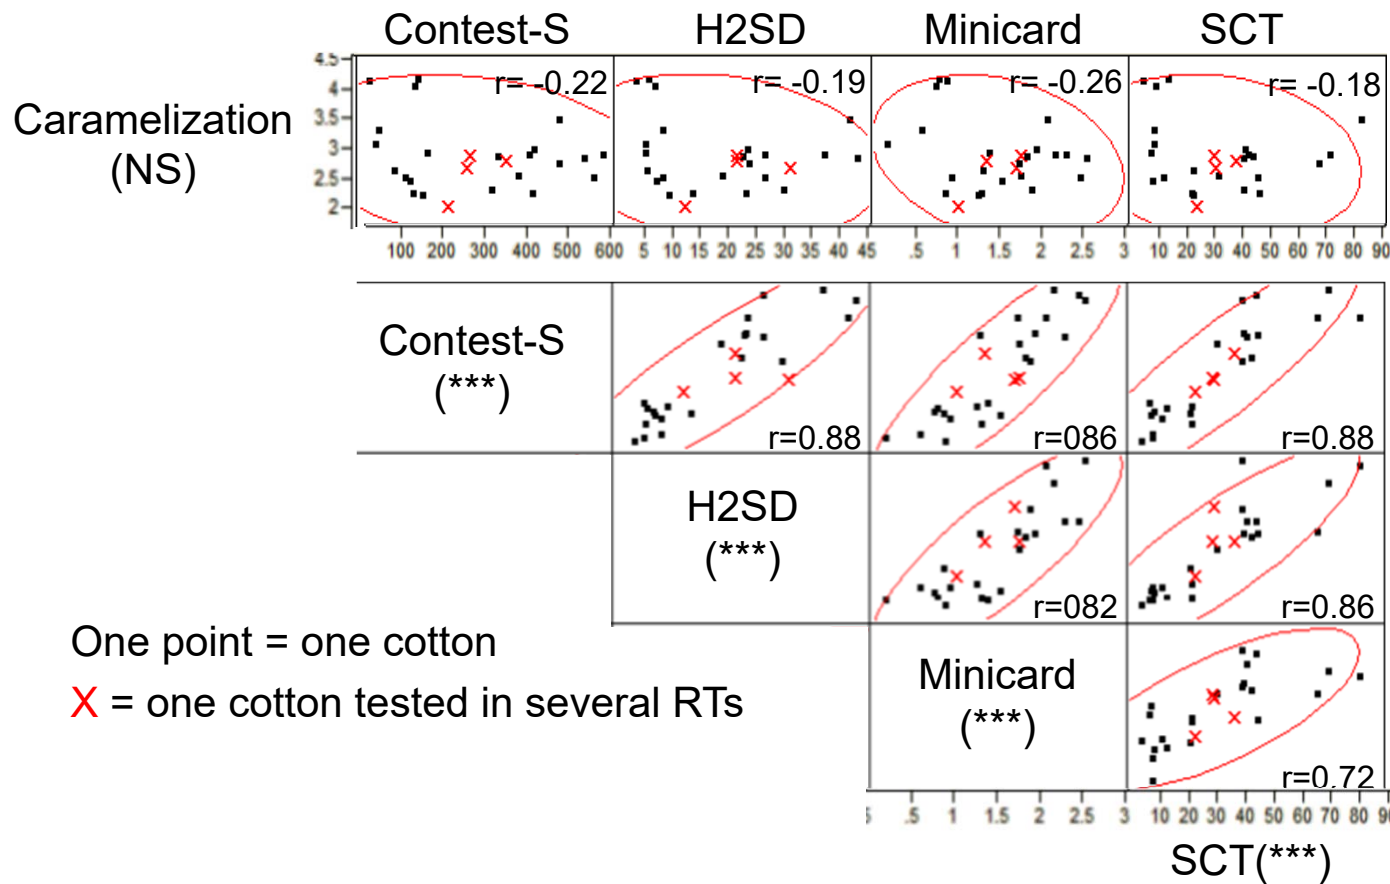 Contest-S H2SD Minicard SCT
4.5
r= -0.22 r= -0.19 r= -0.26 r= -0.18
4
Caramelization
(NS)
3.5
3
2.5
2
100 200 300 400 500 600 5 10 15 20 25 30 35 40 45 .5 1 1.5 2 2.5 3 10 20 30 40 50 60 70 80 90
Contest-S
(***)
r=0.88 r=086 r=0.88
H2SD
(***)
r=082 r=0.86
One point = one cotton
X = one cotton tested in several RTs
Minicard
(***)
r=0.72
.5 1 1.5 2 2.5 3 10 20 30 40 50 60 70 80
SCT(***)